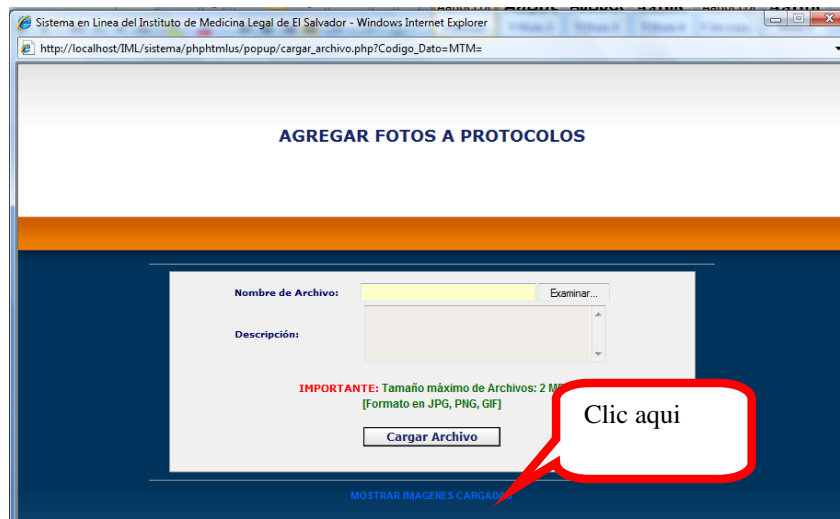 Sistema en Linea del Instituto de Medicina Legal de El Salvador - Windows Internet Explorer
http://localhost/IML/sistema/phphtmlus/popup/cargar_archivo.php?Codigo_Dato=MTM=
AGREGAR FOTOS A PROTOCOLOS
Nombre de Archivo:
Examinar...
Descripción:
IMPORTANTE: Tamaño máximo de Archivos: 2
[Formato en JPG, PNG, GIF]
Clic aqui
Cargar Archivo
MOSTRAR IMAGENES CARGADAS